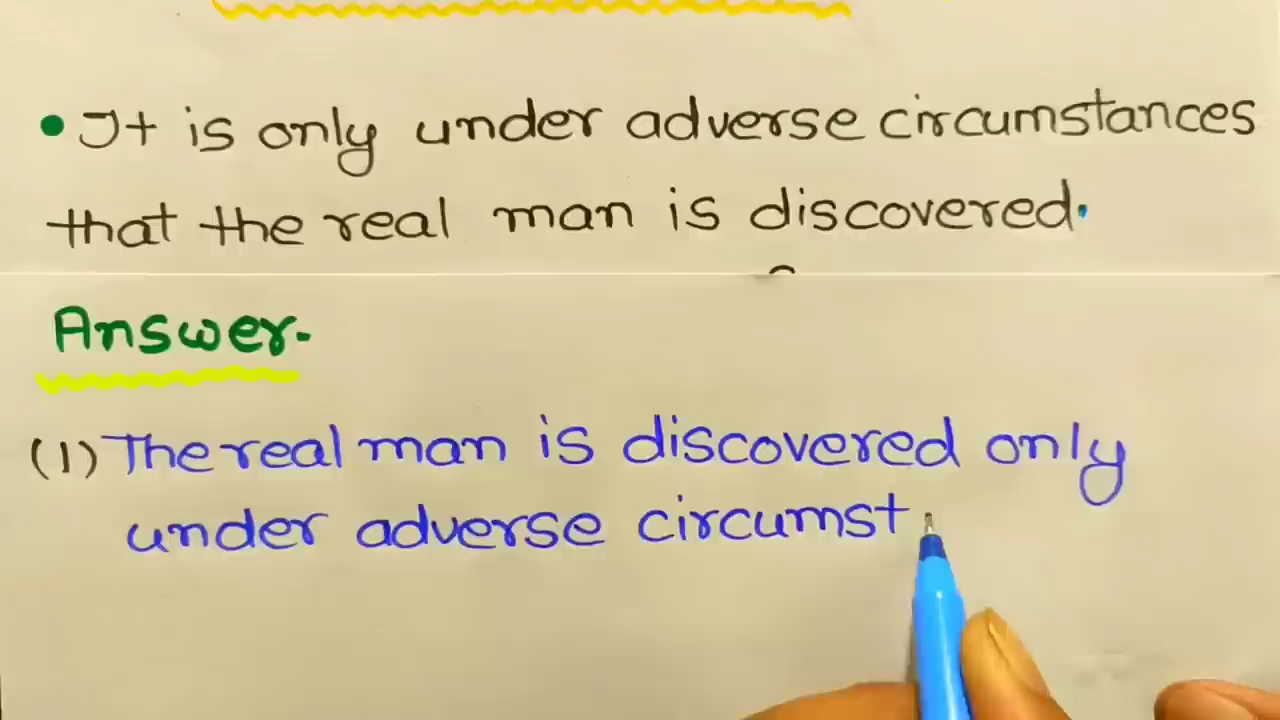 • It is only under adverse circumstances
that the real man is discovered.
Answer.
(1) The real man is discovered only
under adverse circumst